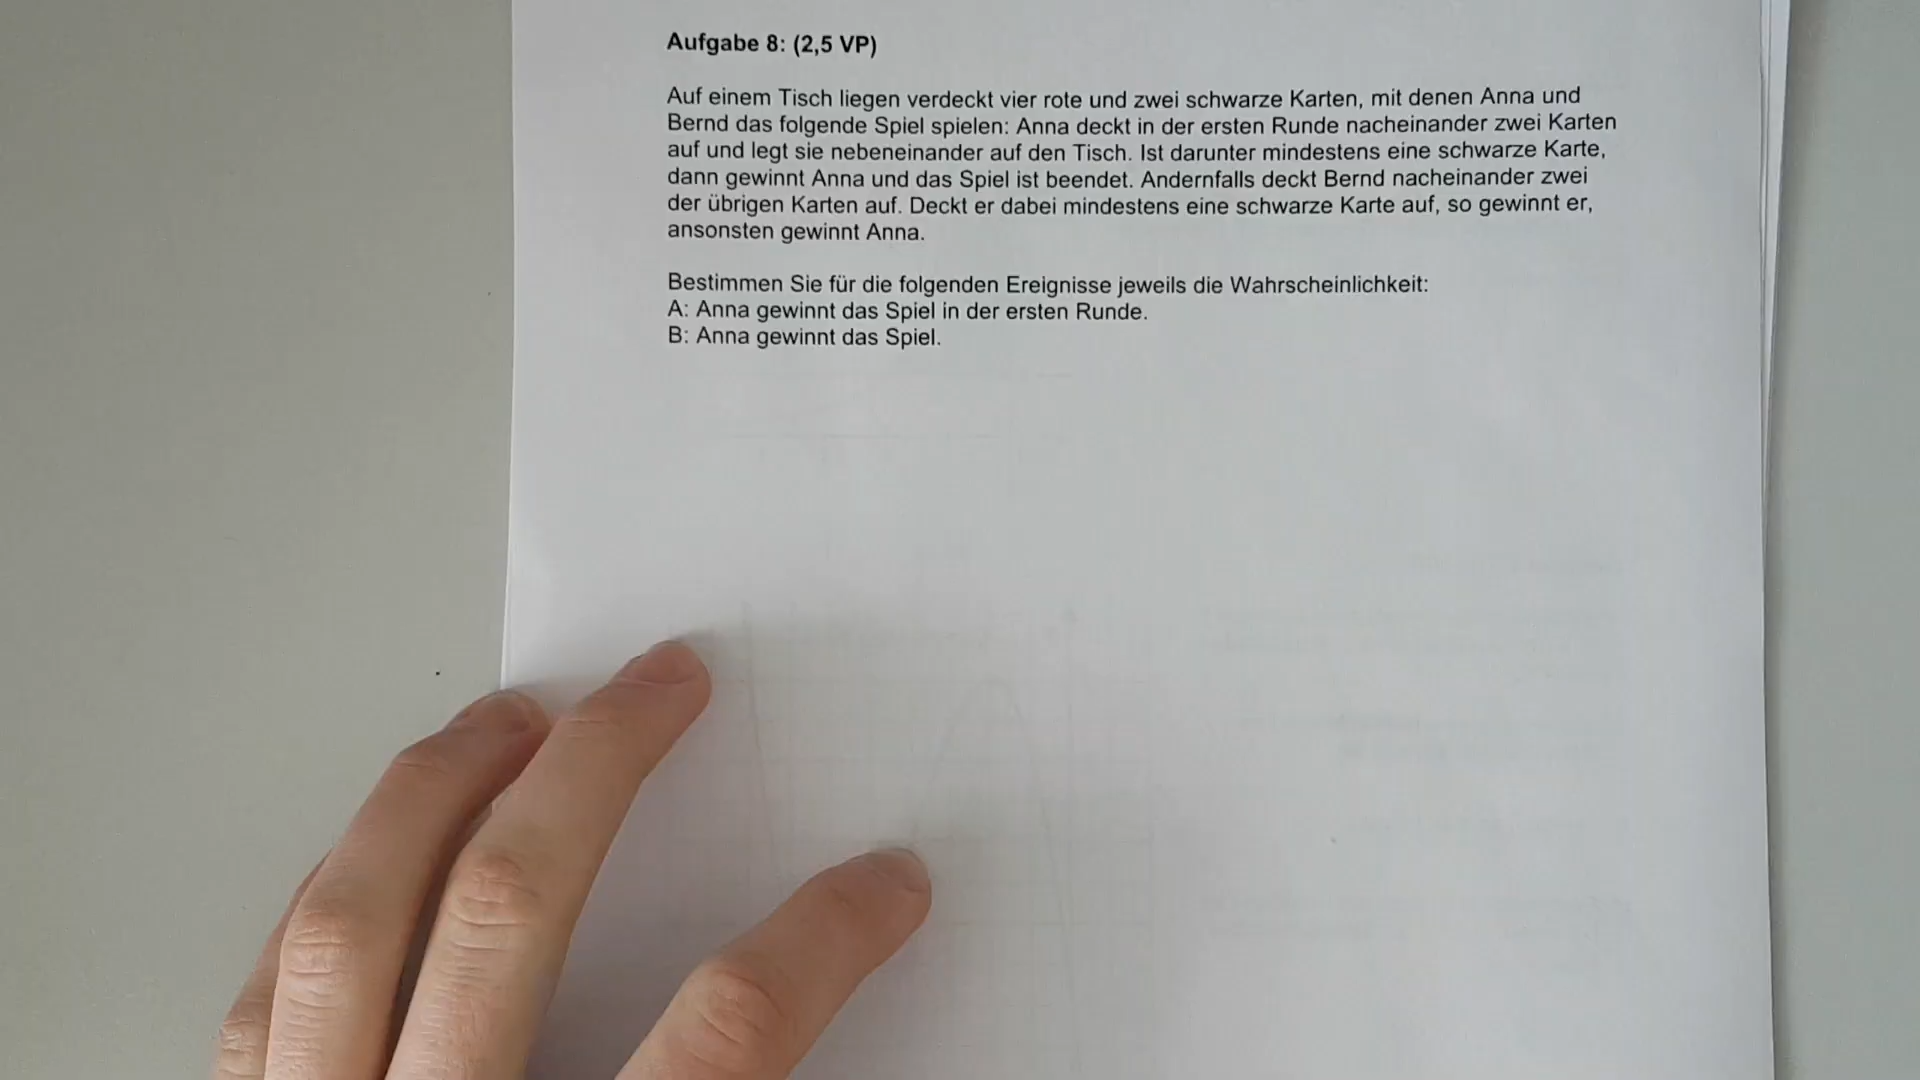 Aufgabe 8: (2,5 VP)
Auf einem Tisch liegen verdeckt vier rote und zwei schwarze Karten, mit denen Anna und
Bernd das folgende Spiel spielen: Anna deckt in der ersten Runde nacheinander zwei Karten
auf und legt sie nebeneinander auf den Tisch. Ist darunter mindestens eine schwarze Karte,
dann gewinnt Anna und das Spiel ist beendet. Andernfalls deckt Bernd nacheinander zwei
der übrigen Karten auf. Deckt er dabei mindestens eine schwarze Karte auf, so gewinnt er,
ansonsten gewinnt Anna.
Bestimmen Sie für die folgenden Ereignisse jeweils die Wahrscheinlichkeit:
A: Anna gewinnt das Spiel in der ersten Runde.
B: Anna gewinnt das Spiel.